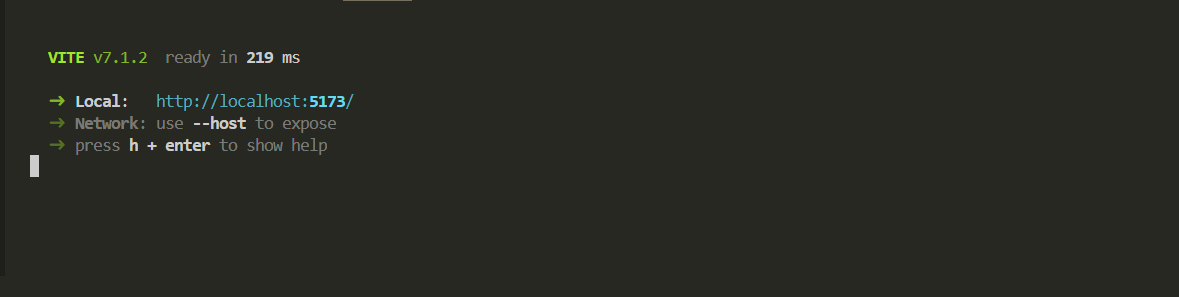 VITE v7.1.2 ready in 219 ms
➜ Local: http://localhost:5173/
➜ Network: use --host to expose
➜ press h + enter to show help